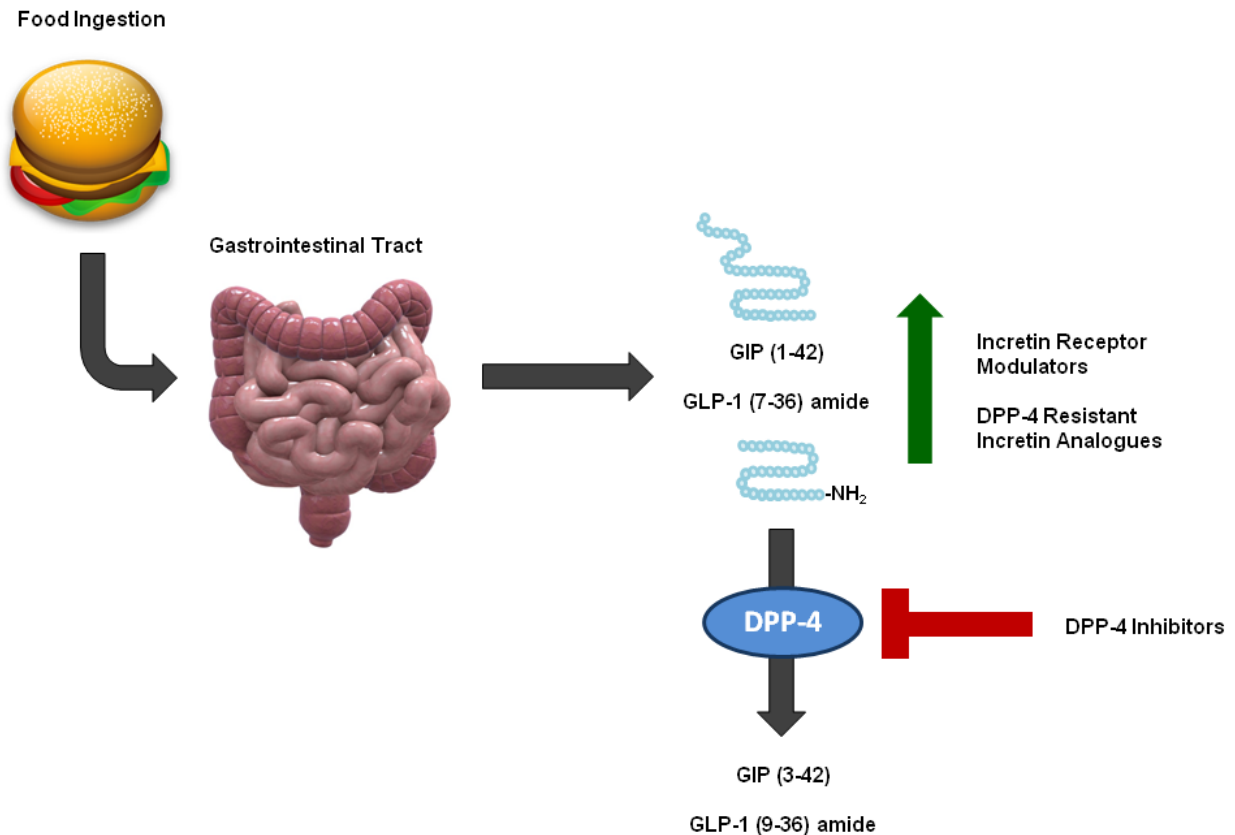 Food Ingestion
Gastrointestinal Tract
GIP (1-42)
GLP-1 (7-36) amide
-NH₂
Incretin Receptor
Modulators
DPP-4 Resistant
Incretin Analogues
DPP-4
DPP-4 Inhibitors
GIP (3-42)
GLP-1 (9-36) amide